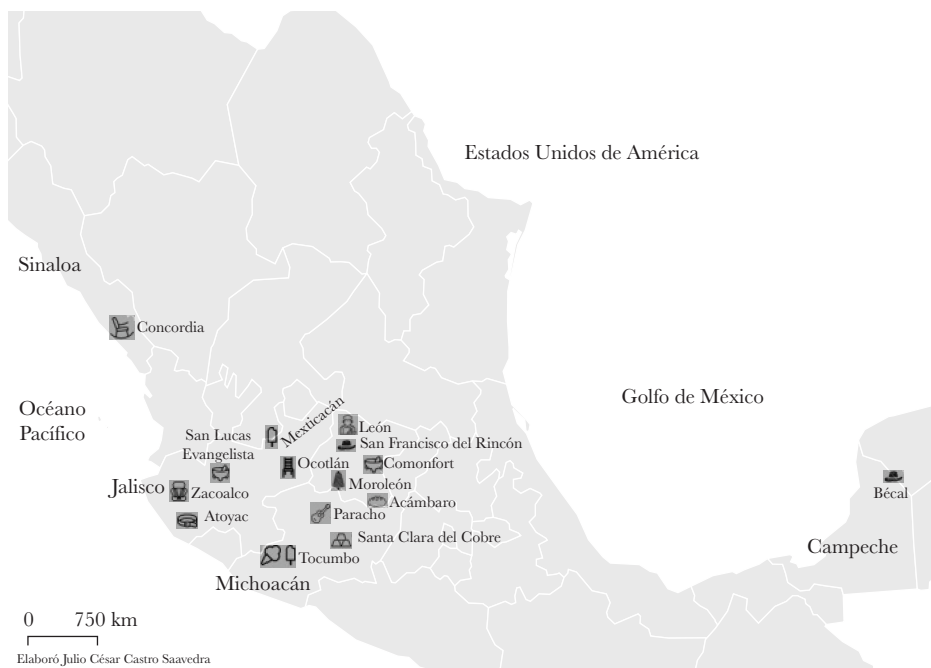 Estados Unidos de América
Sinaloa
Concordia
Golfo de México
Océano
Pacífico
Mexticacán
León
San Lucas
Evangelista
San Francisco del Rincón
Ocotlán
Comonfort
Jalisco
Zacoalco
Moroleón
Acámbaro
Bécal
Atoyac
Paracho
Santa Clara del Cobre
Campeche
Tocumbo
Michoacán
0 750 km
Elaboró Julio César Castro Saavedra